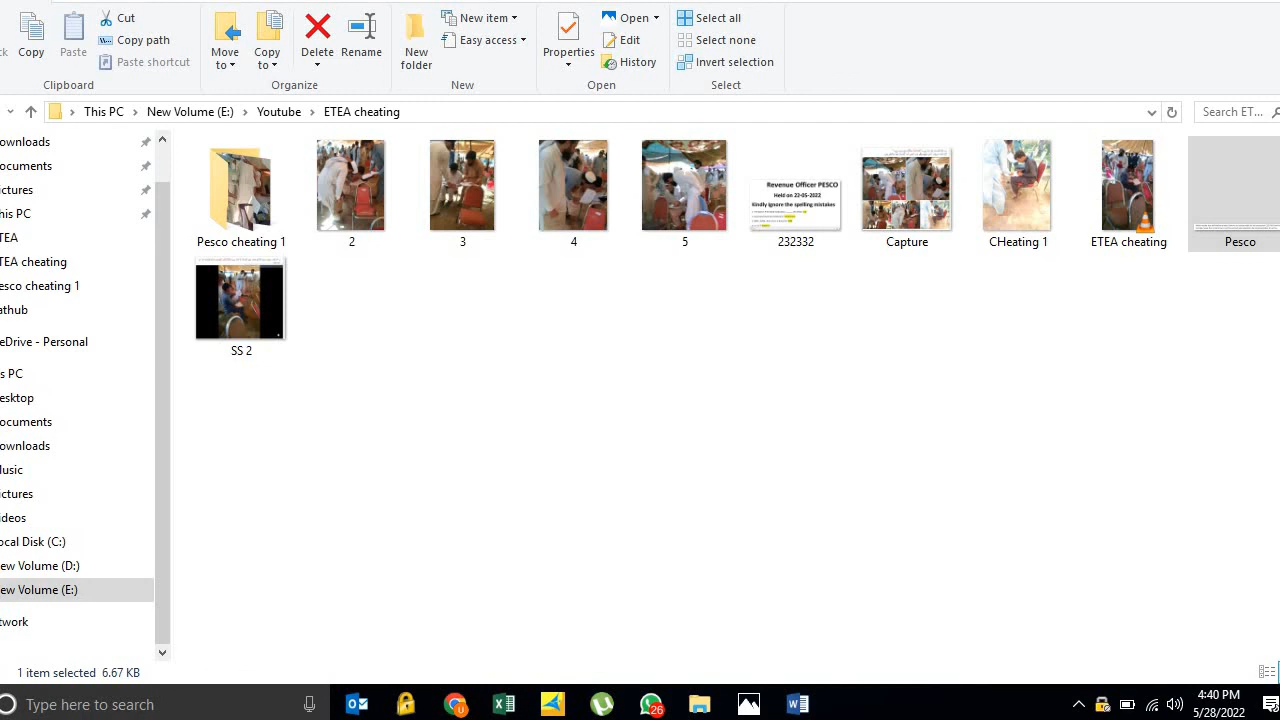 Cut
Copy
Paste
Copy path
Paste shortcut
Clipboard
Move to
Copy to
Delete
Rename
Organize
New folder
New item
Easy access
New
Properties
Open
Edit
History
Open
Select all
Select none
Invert selection
Select
This PC
New Volume (E:)
Youtube
ETEA cheating
Search ET...
ownloads
ocuments
ictures
his PC
TEA
TEA cheating
esco cheating 1
athub
eDrive - Personal
is PC
esktop
ocuments
ownloads
usic
ictures
ideos
ocal Disk (C:)
ew Volume (D:)
ew Volume (E:)
twork
Revenue Officer PESCO
Held on 22-05-2022
Kindly ignore the spelling mistakes
Pesco cheating 1
2
3
4
5
232332
Capture
CHeating 1
ETEA cheating
Pesco
SS 2
1 item selected 6.67 KB
Type here to search
26
4:40 PM
5/28/2022